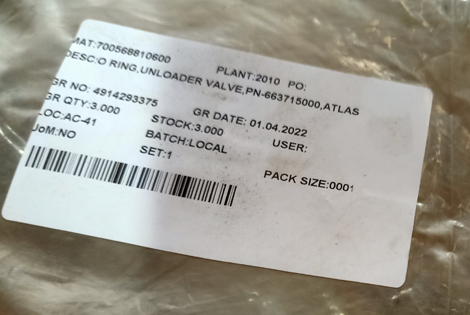 MAT:700568810600 PLANT:2010 PO:
DESC:O RING,UNLOADER VALVE,PN-663715000,ATLAS
GR NO: 4914293375 GR DATE: 01.04.2022
GR QTY:3.000 STOCK:3.000 USER:
LOC:AC-41 BATCH:LOCAL
UoM:NO SET:1 PACK SIZE:0001